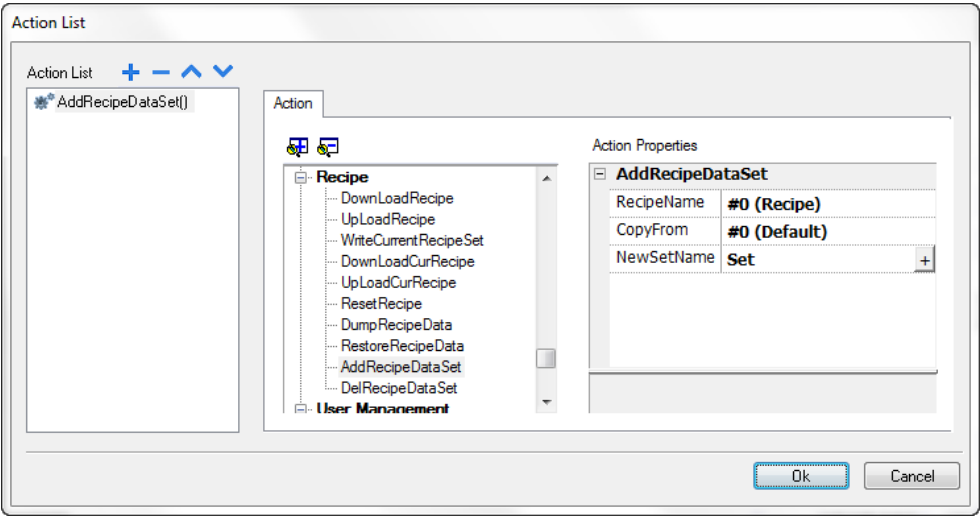 Action List
Action List
AddRecipeDataSet()
Action
Recipe
DownLoadRecipe
UpLoadRecipe
WriteCurrentRecipeSet
DownLoadCurRecipe
UpLoadCurRecipe
ResetRecipe
DumpRecipeData
RestoreRecipeData
AddRecipeDataSet
DelRecipeDataSet
User Management
Action Properties
AddRecipeDataSet
RecipeName #0 (Recipe)
CopyFrom #0 (Default)
NewSetName Set +
Ok Cancel